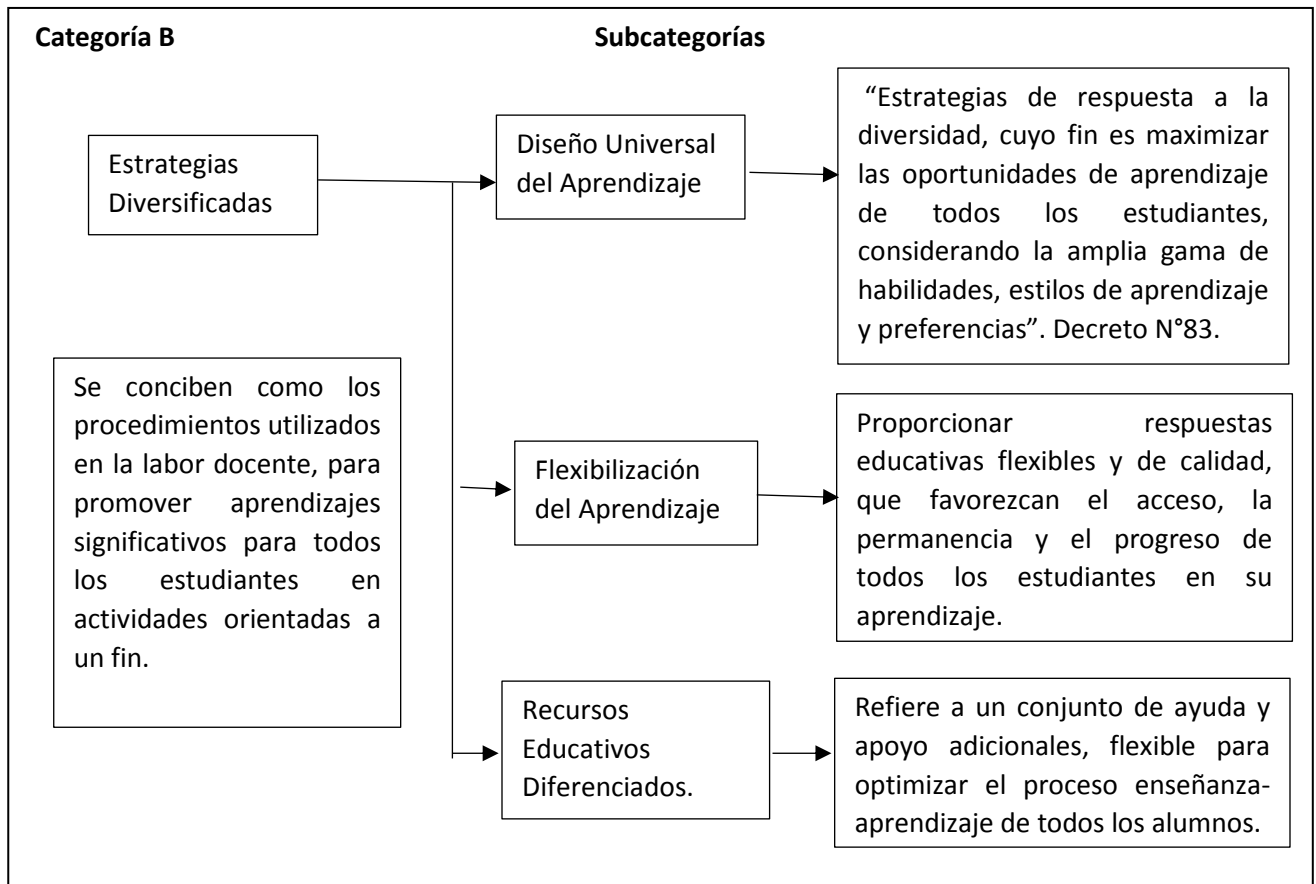 Categoría B
Subcategorías
Estrategias
Diversificadas
Se conciben como los
procedimientos utilizados
en la labor docente, para
promover aprendizajes
significativos para todos
los estudiantes en
actividades orientadas a
un fin.
Diseño Universal
del Aprendizaje
“Estrategias de respuesta a la
diversidad, cuyo fin es maximizar
las oportunidades de aprendizaje
de todos los estudiantes,
considerando la amplia gama de
habilidades, estilos de aprendizaje
y preferencias”. Decreto N°83.
Flexibilización
del Aprendizaje
Proporcionar respuestas
educativas flexibles y de calidad,
que favorezcan el acceso, la
permanencia y el progreso de
todos los estudiantes en su
aprendizaje.
Recursos
Educativos
Diferenciados.
Refiere a un conjunto de ayuda y
apoyo adicionales, flexible para
optimizar el proceso enseñanza-
aprendizaje de todos los alumnos.